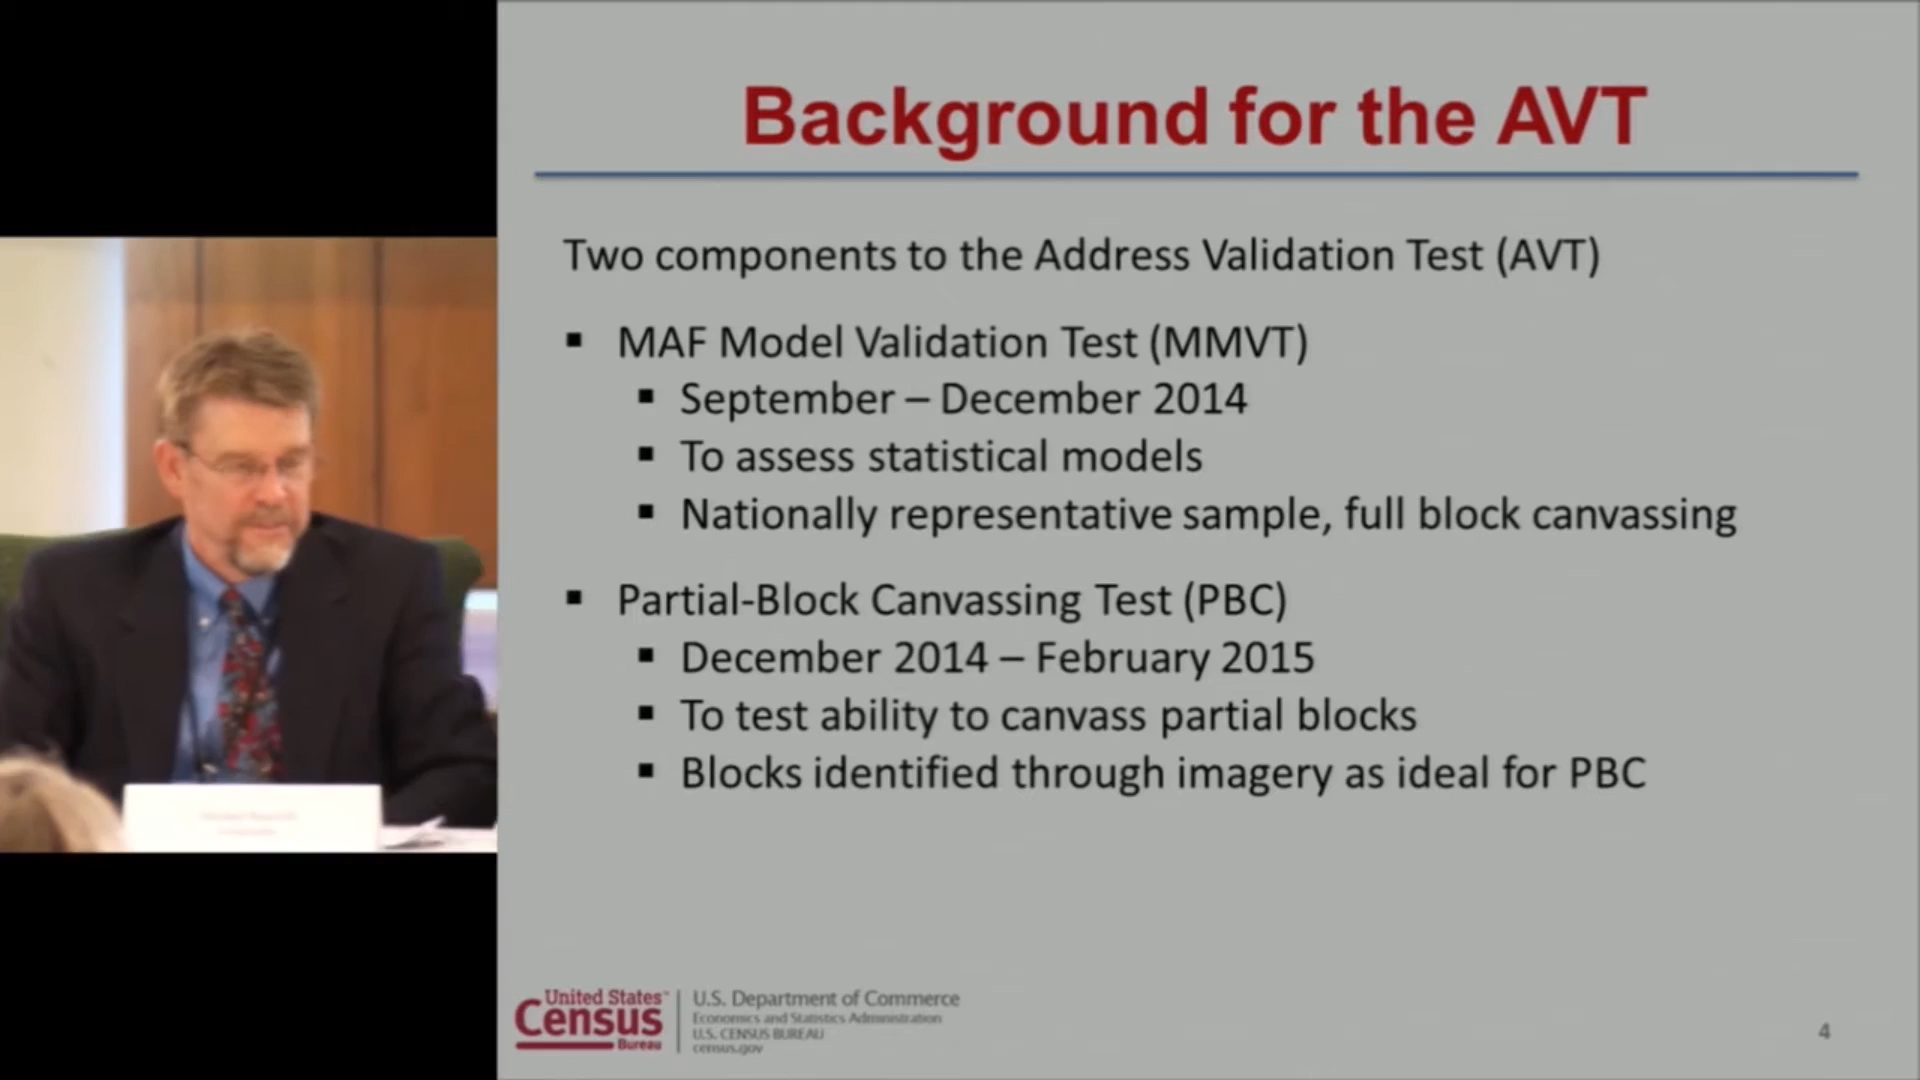 Background for the AVT
Two components to the Address Validation Test (AVT)
▪ MAF Model Validation Test (MMVT)
▪ September – December 2014
▪ To assess statistical models
▪ Nationally representative sample, full block canvassing
▪ Partial-Block Canvassing Test (PBC)
▪ December 2014 – February 2015
▪ To test ability to canvass partial blocks
▪ Blocks identified through imagery as ideal for PBC
United States™
Census
Bureau
U.S. Department of Commerce
Economics and Statistics Administration
U.S. CENSUS BUREAU
census.gov
4